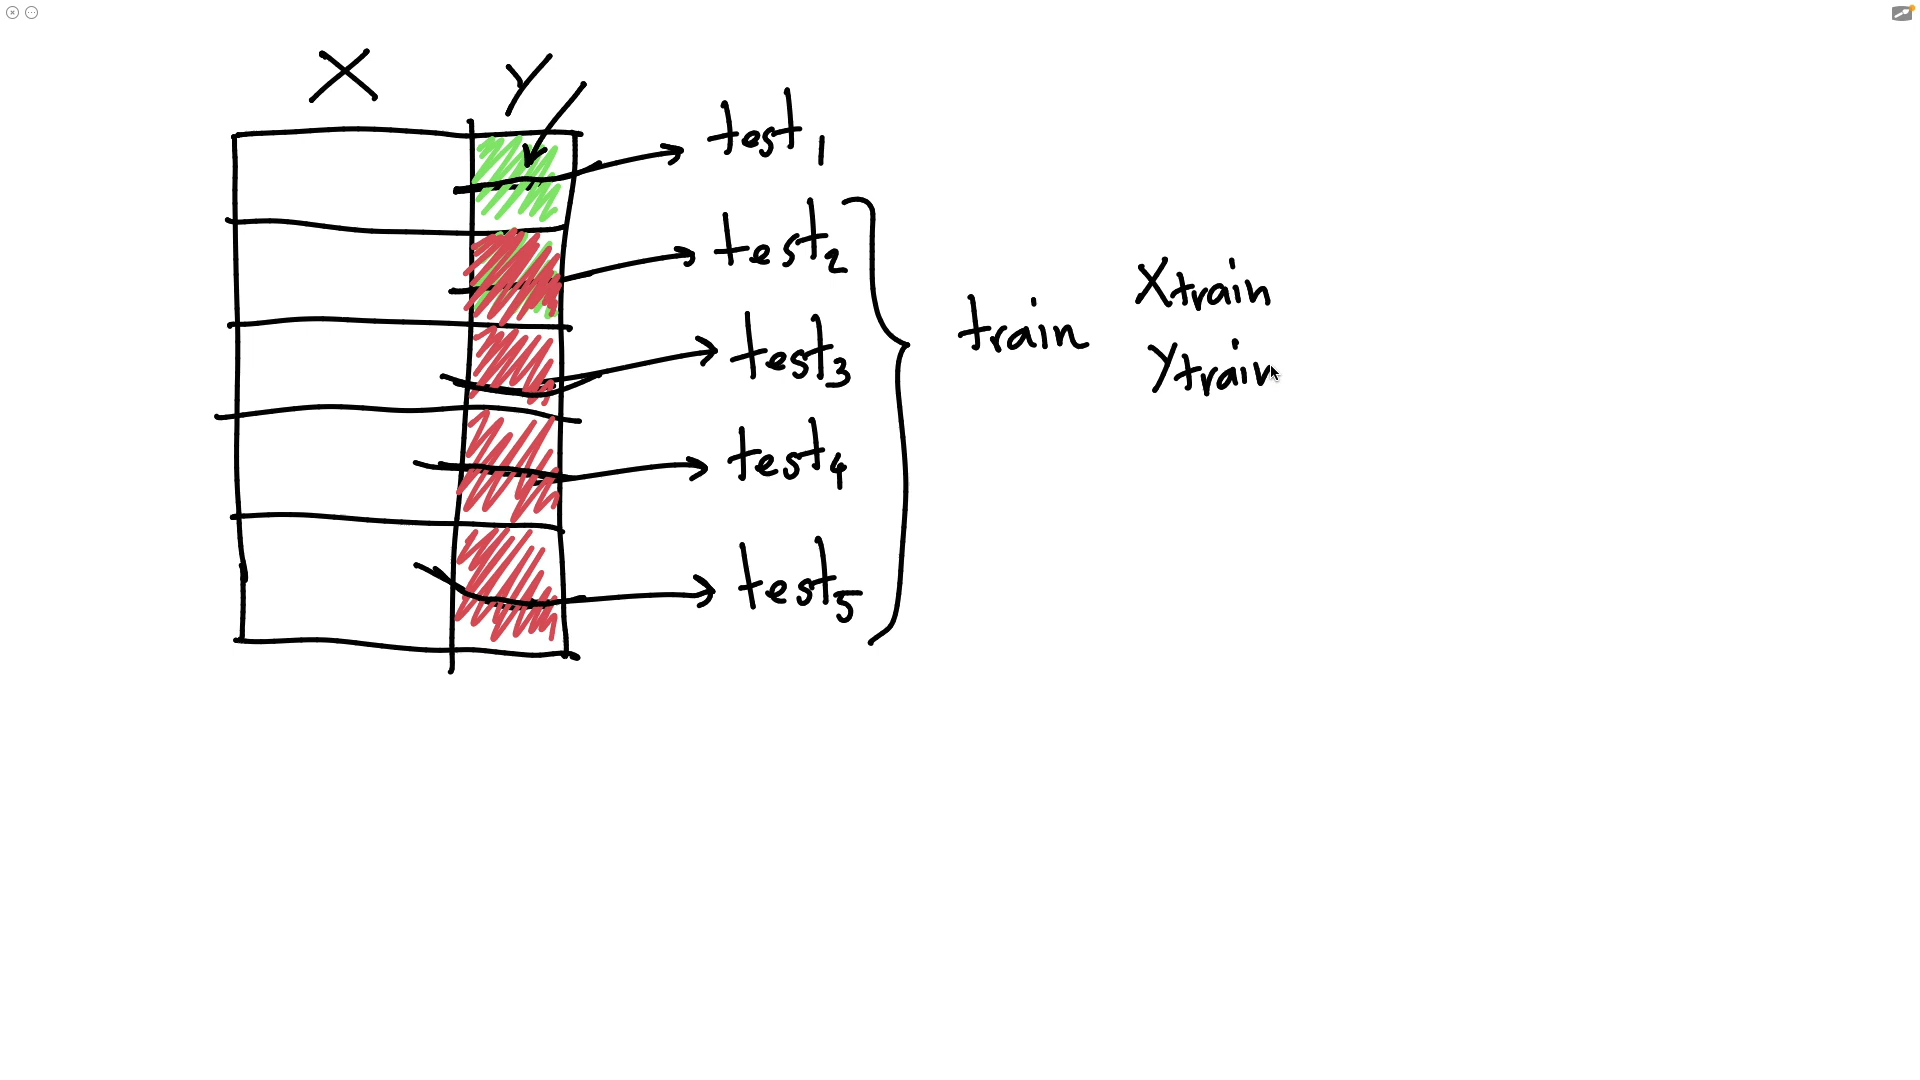 X Y
test1
test2
test3
test4
test5
train
Xtrain
Ytrain